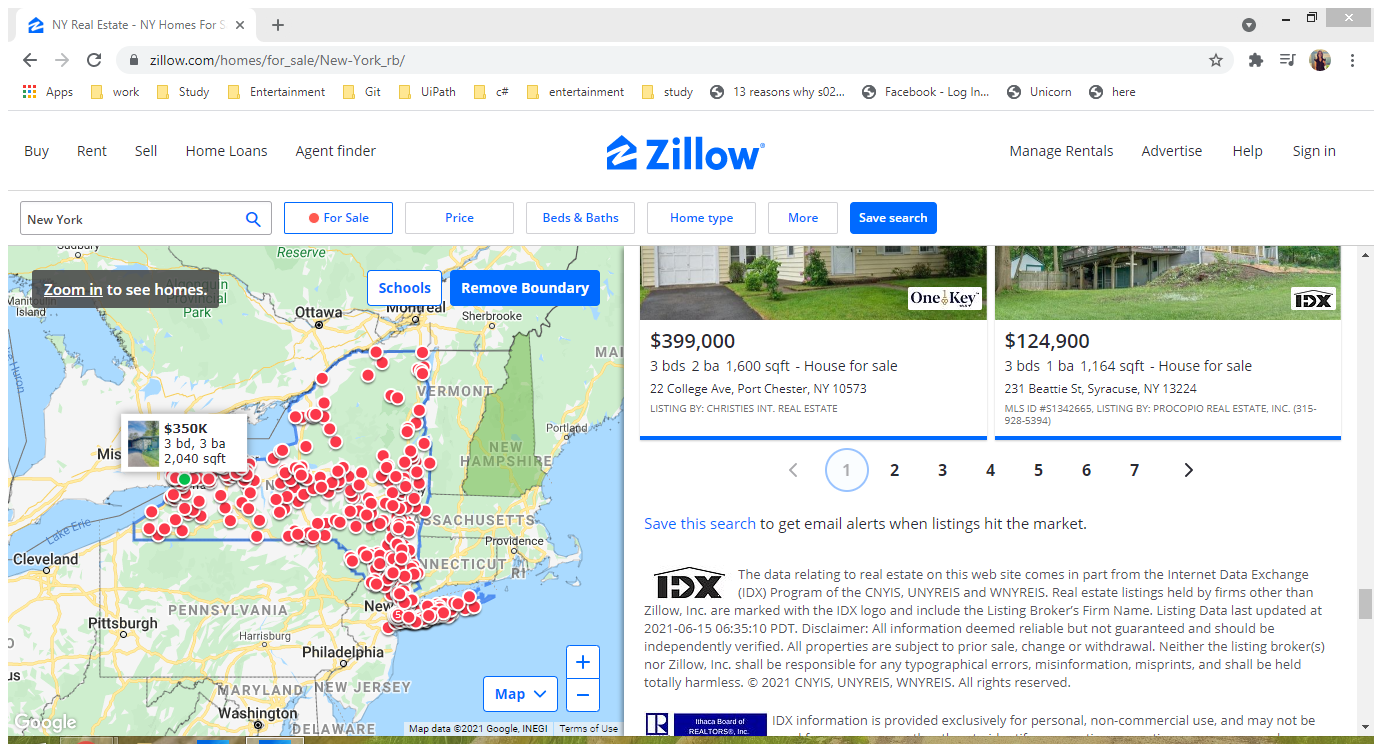 NY Real Estate - NY Homes For S
zillow.com/homes/for_sale/New-York_rb/
Apps work Study Entertainment Git UiPath c# entertainment study 13 reasons why s02... Facebook - Log In... Unicorn here
Buy Rent Sell Home Loans Agent finder
Zillow
Manage Rentals Advertise Help Sign in
New York
For Sale Price Beds & Baths Home type More Save search
Sudbury
Reserve
Zoom in to see homes.
Algonquin
Provincial
Park
Manitoulin
Island
Schools
Remove Boundary
Ottawa
Montreal
Sherbrooke
MAI
VERMONT
Huron
$350K
3 bd, 3 ba
2,040 sqft
Portland
Mis
NEW
HAMPSHIRE
N
Lake Erie
ASSACHUSETTS
Providence
Cleveland
NNECTICUT
RI
PENNSYLVANIA
New
Pittsburgh
Harrisburg
Philadelphia
us
MARYLAND
NEW JERSEY
Map
+
−
Washington
DELAWARE
Google
Map data ©2021 Google, INEGI Terms of Use
OneKey
MLS
$399,000
3 bds 2 ba 1,600 sqft - House for sale
22 College Ave, Port Chester, NY 10573
LISTING BY: CHRISTIES INT. REAL ESTATE
IDX
$124,900
3 bds 1 ba 1,164 sqft - House for sale
231 Beattie St, Syracuse, NY 13224
MLS ID #S1342665, LISTING BY: PROCOPIO REAL ESTATE, INC. (315-
928-5394)
1 2 3 4 5 6 7
Save this search to get email alerts when listings hit the market.
IDX
The data relating to real estate on this web site comes in part from the Internet Data Exchange
(IDX) Program of the CNYIS, UNYREIS and WNYREIS. Real estate listings held by firms other than
Zillow, Inc. are marked with the IDX logo and include the Listing Broker's Firm Name. Listing Data last updated at
2021-06-15 06:35:10 PDT. Disclaimer: All information deemed reliable but not guaranteed and should be
independently verified. All properties are subject to prior sale, change or withdrawal. Neither the listing broker(s)
nor Zillow, Inc. shall be responsible for any typographical errors, misinformation, misprints, and shall be held
totally harmless. © 2021 CNYIS, UNYREIS, WNYREIS. All rights reserved.
R
REALTOR
Ithaca Board of
REALTORS®, Inc.
IDX information is provided exclusively for personal, non-commercial use, and may not be